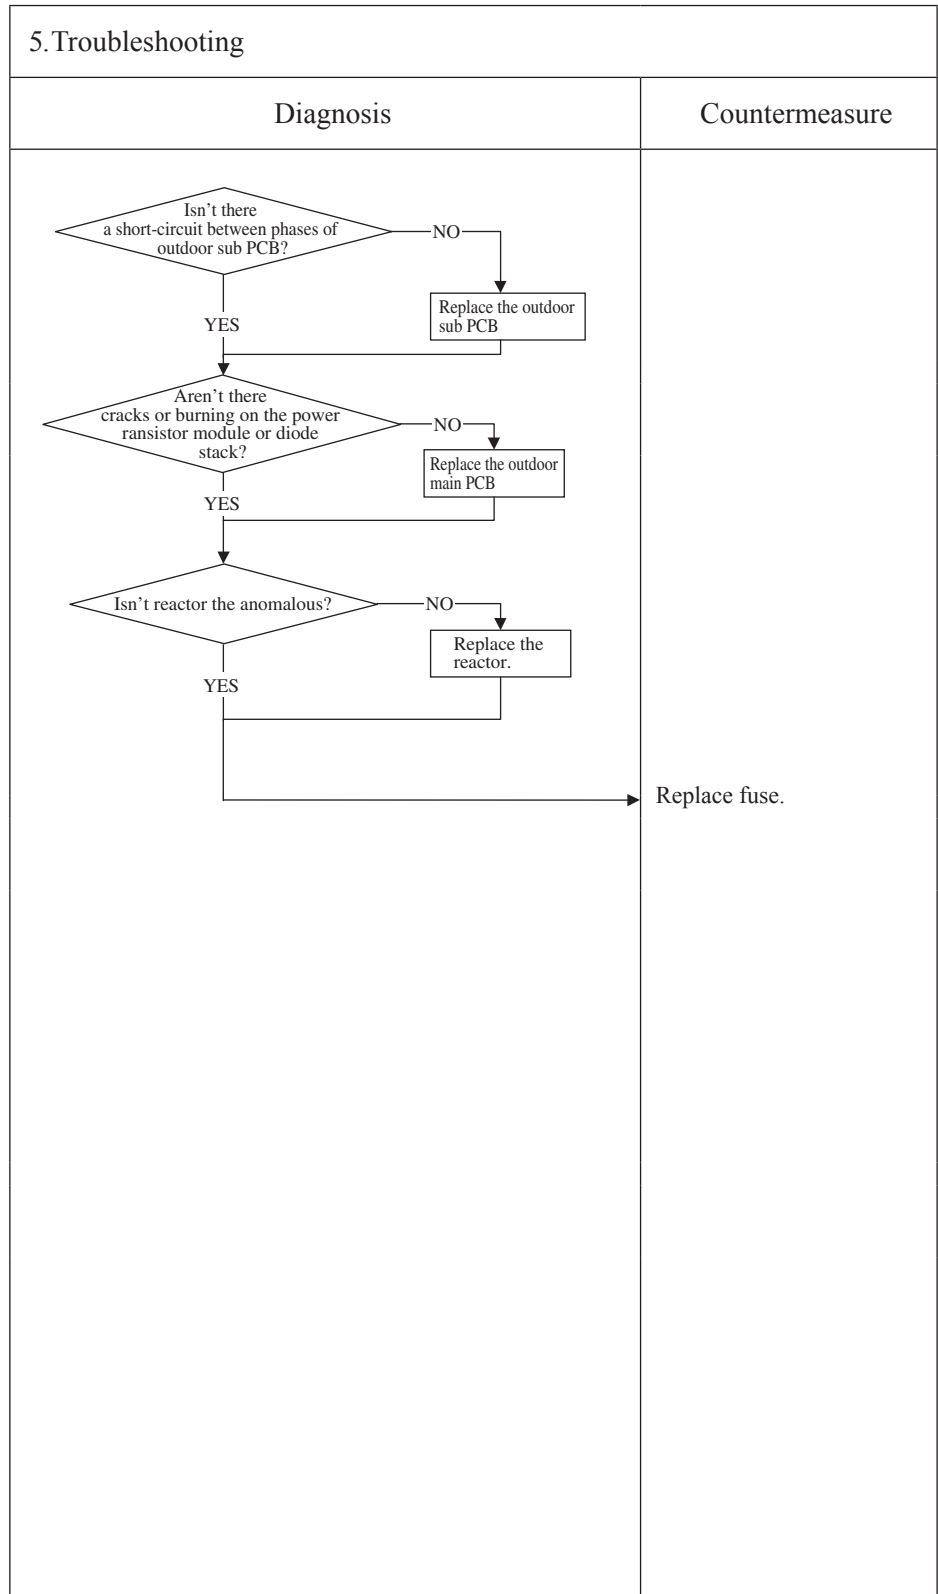 5.Troubleshooting
Diagnosis
Countermeasure
Isn't there
a short-circuit between phases of
outdoor sub PCB?
NO
Replace the outdoor
sub PCB
YES
Aren't there
cracks or burning on the power
ransistor module or diode
stack?
NO
Replace the outdoor
main PCB
YES
Isn't reactor the anomalous?
NO
Replace the
reactor.
YES
Replace fuse.